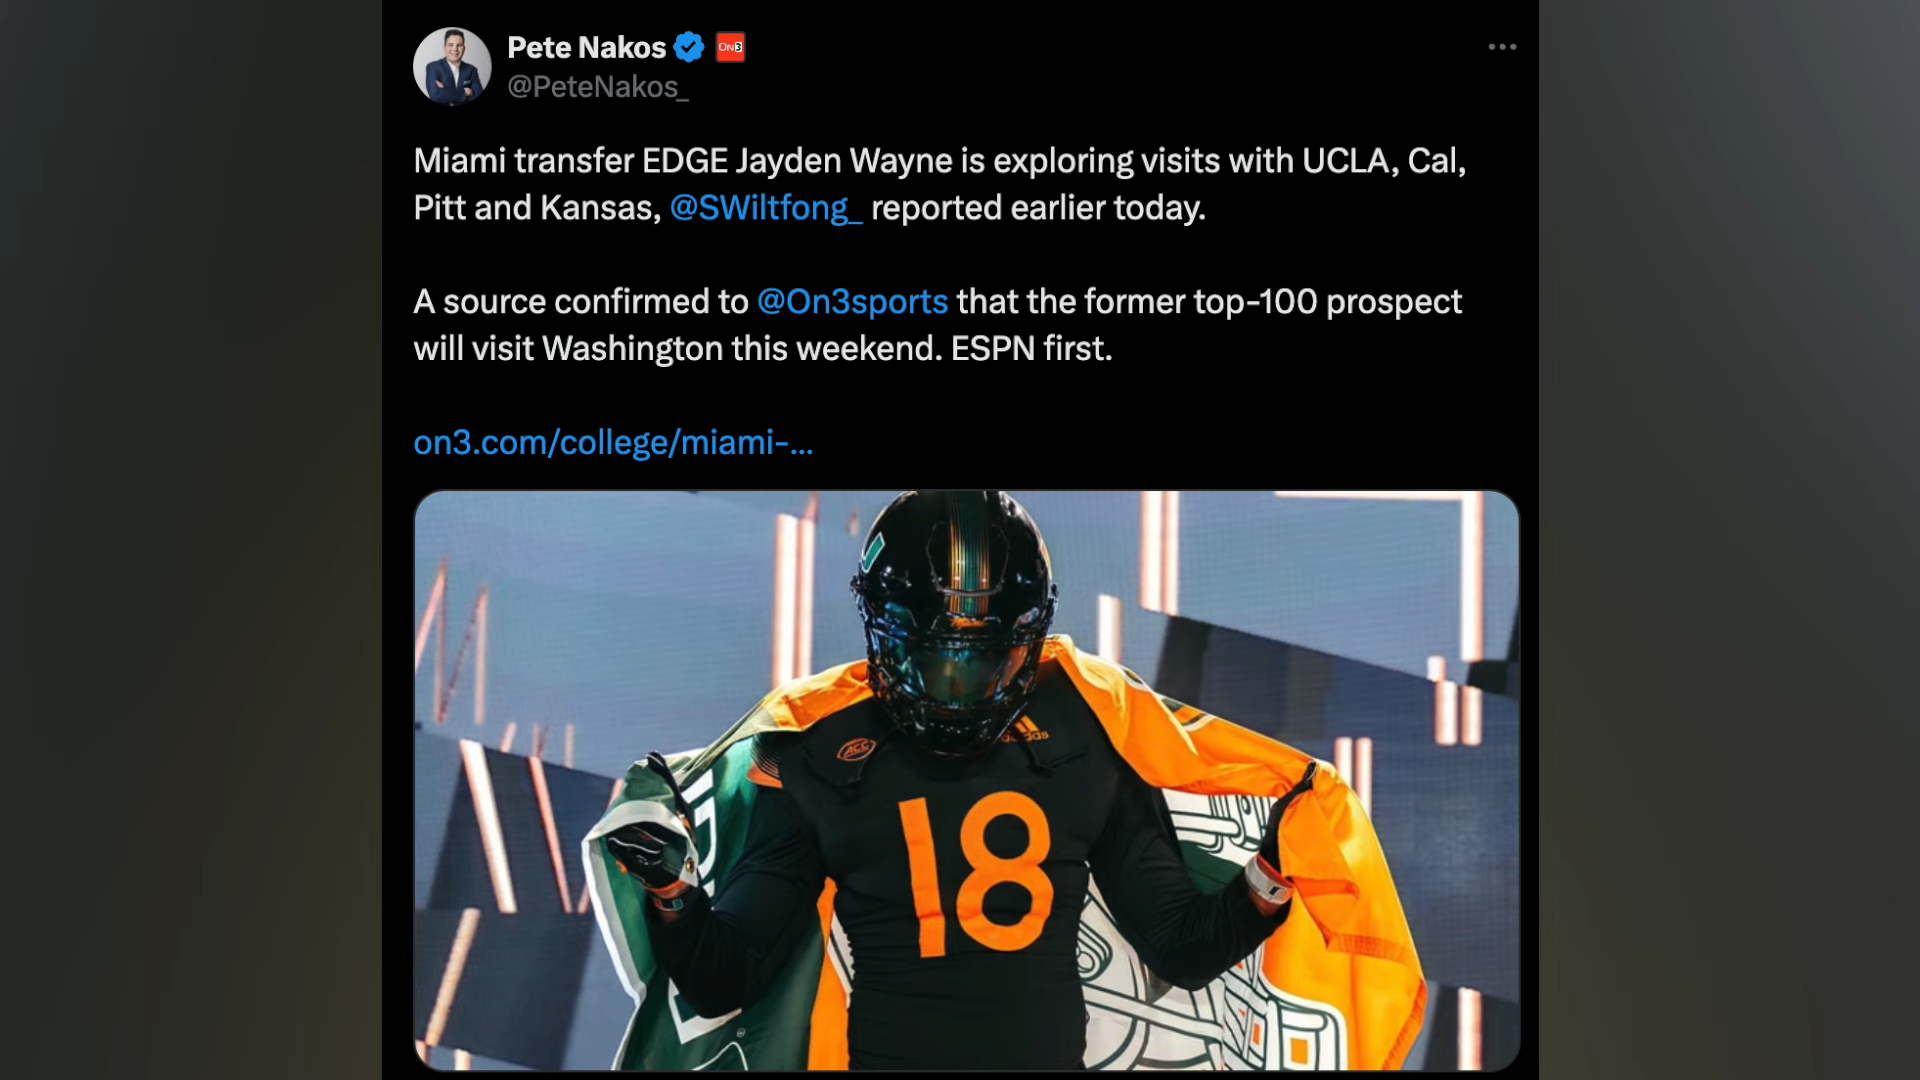 Pete Nakos ON3
@PeteNakos_
Miami transfer EDGE Jayden Wayne is exploring visits with UCLA, Cal,
Pitt and Kansas, @SWiltfong_ reported earlier today.
A source confirmed to @On3sports that the former top-100 prospect
will visit Washington this weekend. ESPN first.
on3.com/college/miami-...
ACC
adidas
18